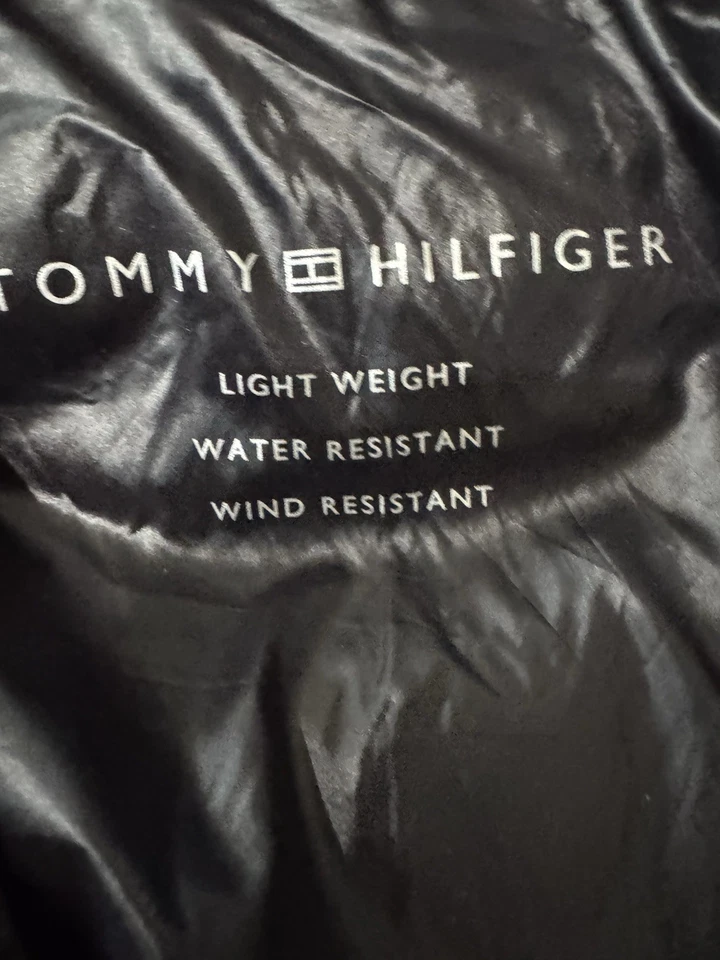 TOMMY HILFIGER
LIGHT WEIGHT
WATER RESISTANT
WIND RESISTANT